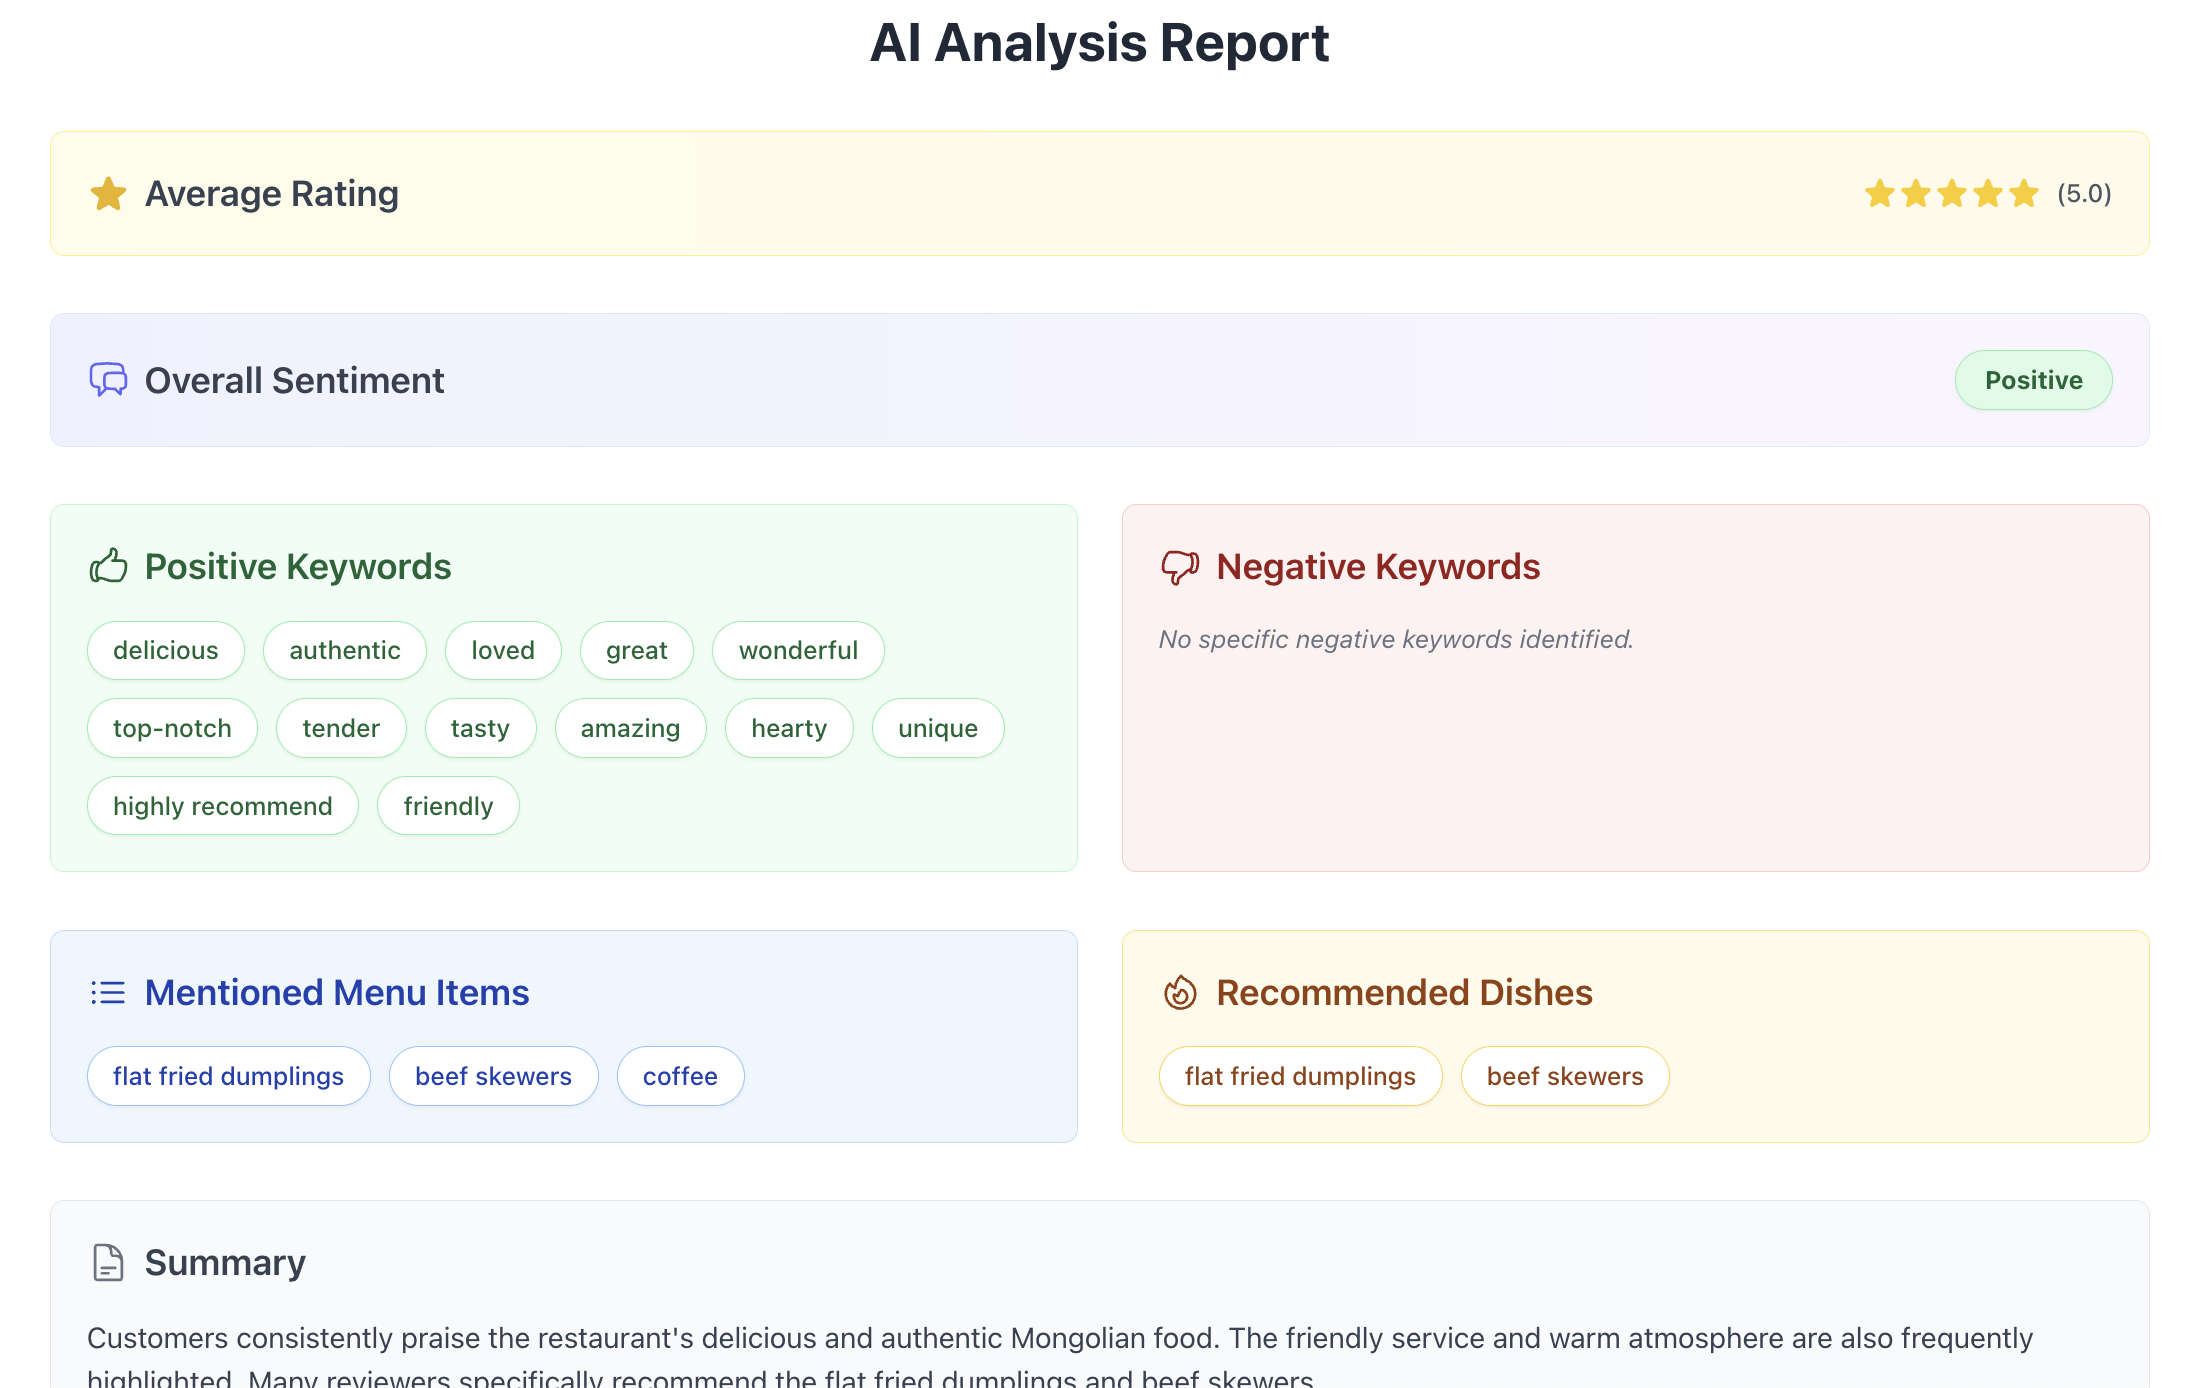 AI Analysis Report
Average Rating
(5.0)
Overall Sentiment
Positive
Positive Keywords
delicious
authentic
loved
great
wonderful
top-notch
tender
tasty
amazing
hearty
unique
highly recommend
friendly
Negative Keywords
No specific negative keywords identified.
Mentioned Menu Items
flat fried dumplings
beef skewers
coffee
Recommended Dishes
flat fried dumplings
beef skewers
Summary
Customers consistently praise the restaurant's delicious and authentic Mongolian food. The friendly service and warm atmosphere are also frequently
highlighted. Many reviewers specifically recommend the flat fried dumplings and beef skewers.